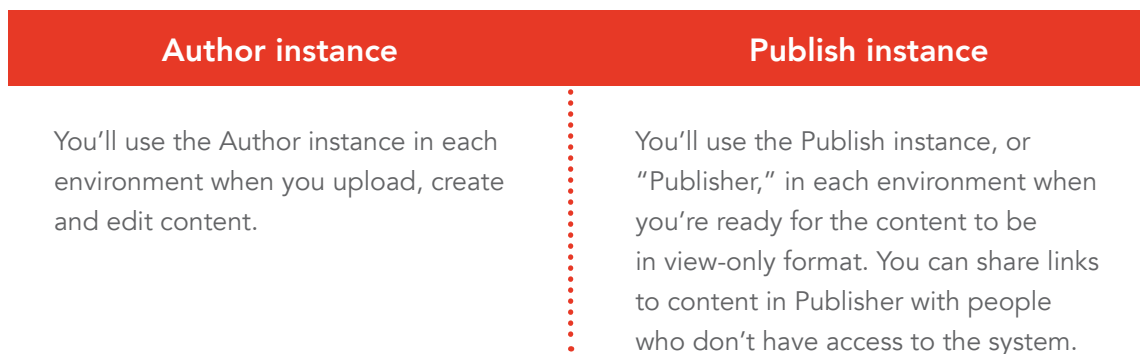 Author instance
Publish instance
You’ll use the Author instance in each
environment when you upload, create
and edit content.
You’ll use the Publish instance, or
“Publisher,” in each environment when
you’re ready for the content to be
in view-only format. You can share links
to content in Publisher with people
who don’t have access to the system.